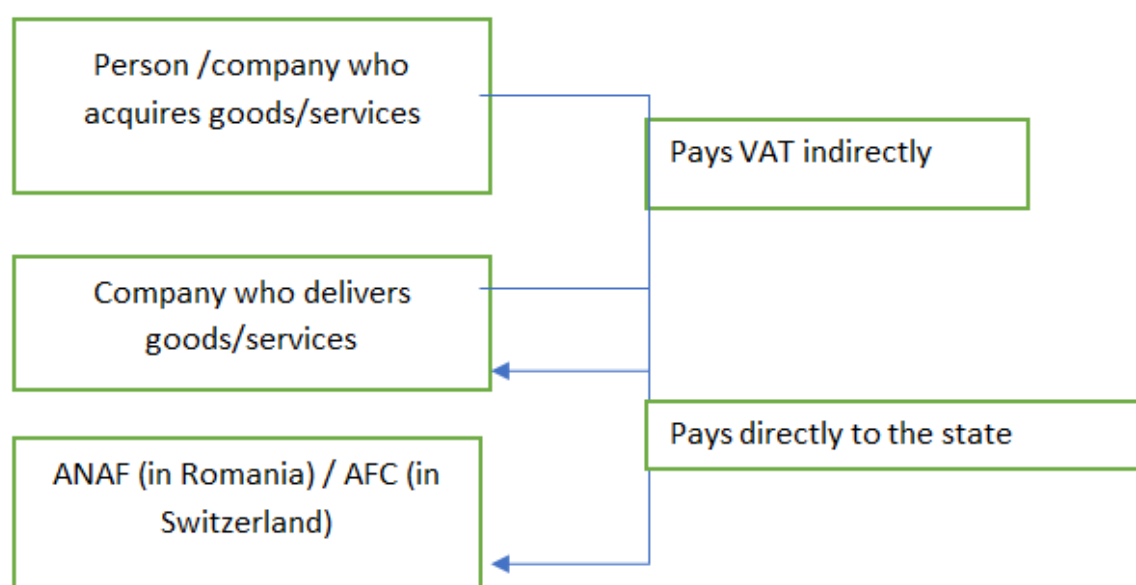 Person /company who
acquires goods/services
Pays VAT indirectly
Company who delivers
goods/services
Pays directly to the state
ANAF (in Romania) / AFC (in
Switzerland)